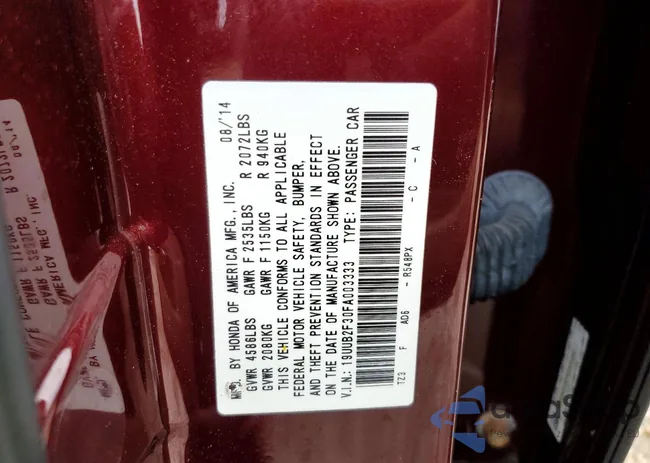 MFD. BY HONDA OF AMERICA MFG., INC. 08/'14
GVWR 4586LBS GAWR F 2535LBS R 2072LBS
GVWR 2080KG GAWR F 1150KG R 940KG
THIS VEHICLE CONFORMS TO ALL APPLICABLE
FEDERAL MOTOR VEHICLE SAFETY, BUMPER,
AND THEFT PREVENTION STANDARDS IN EFFECT
ON THE DATE OF MANUFACTURE SHOWN ABOVE.
V.I.N.: 19UUB2F30FA003333 TYPE: PASSENGER CAR
TZ3 F AD6 - R548PX - C - A